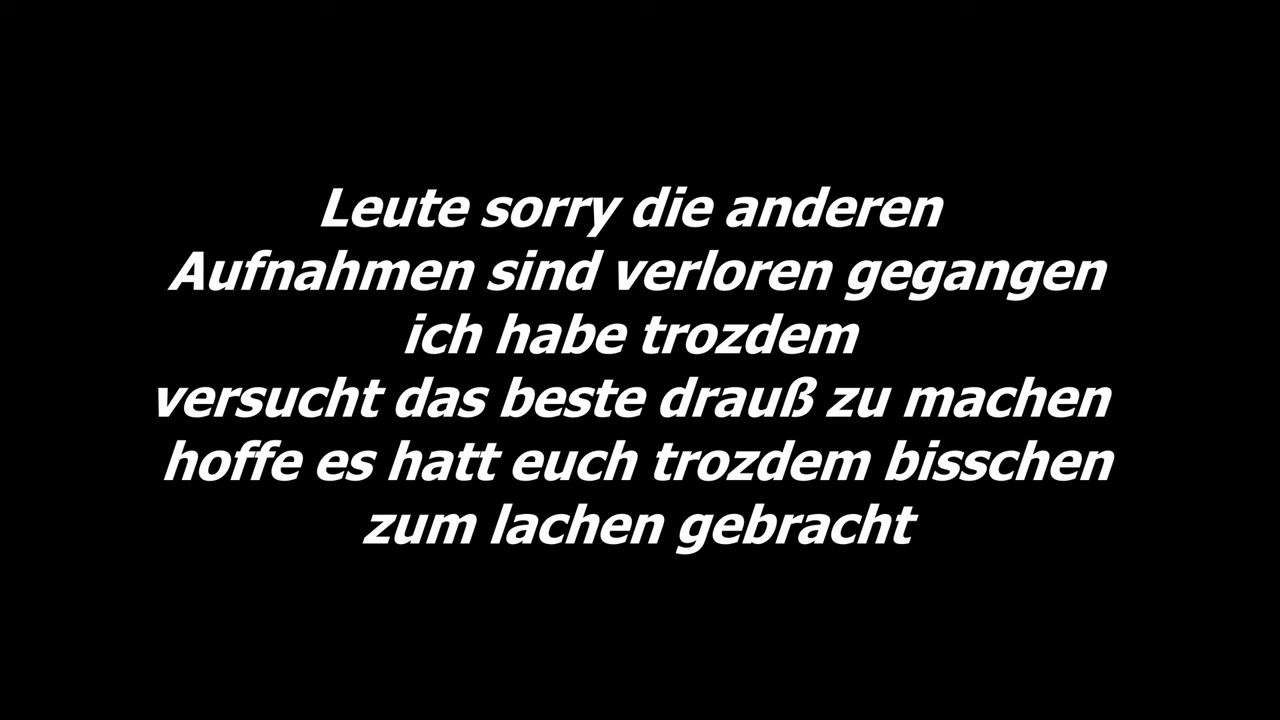 Leute sorry die anderen
Aufnahmen sind verloren gegangen
ich habe trozdem
versucht das beste drauß zu machen
hoffe es hatt euch trozdem bisschen
zum lachen gebracht